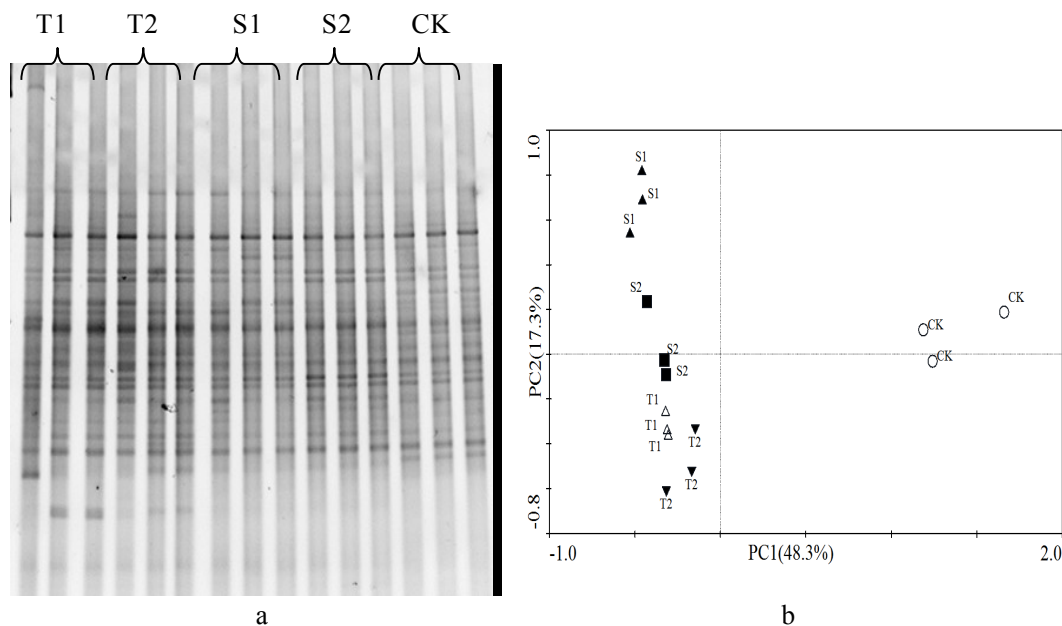 T1 T2 S1 S2 CK
1.0
S1
S1
S1
S2
CK
CK
S2
CK
S2
PC2(17.3%)
T1
T1
T2
T1
T2
T2
-0.8
-1.0 PC1(48.3%) 2.0
a b